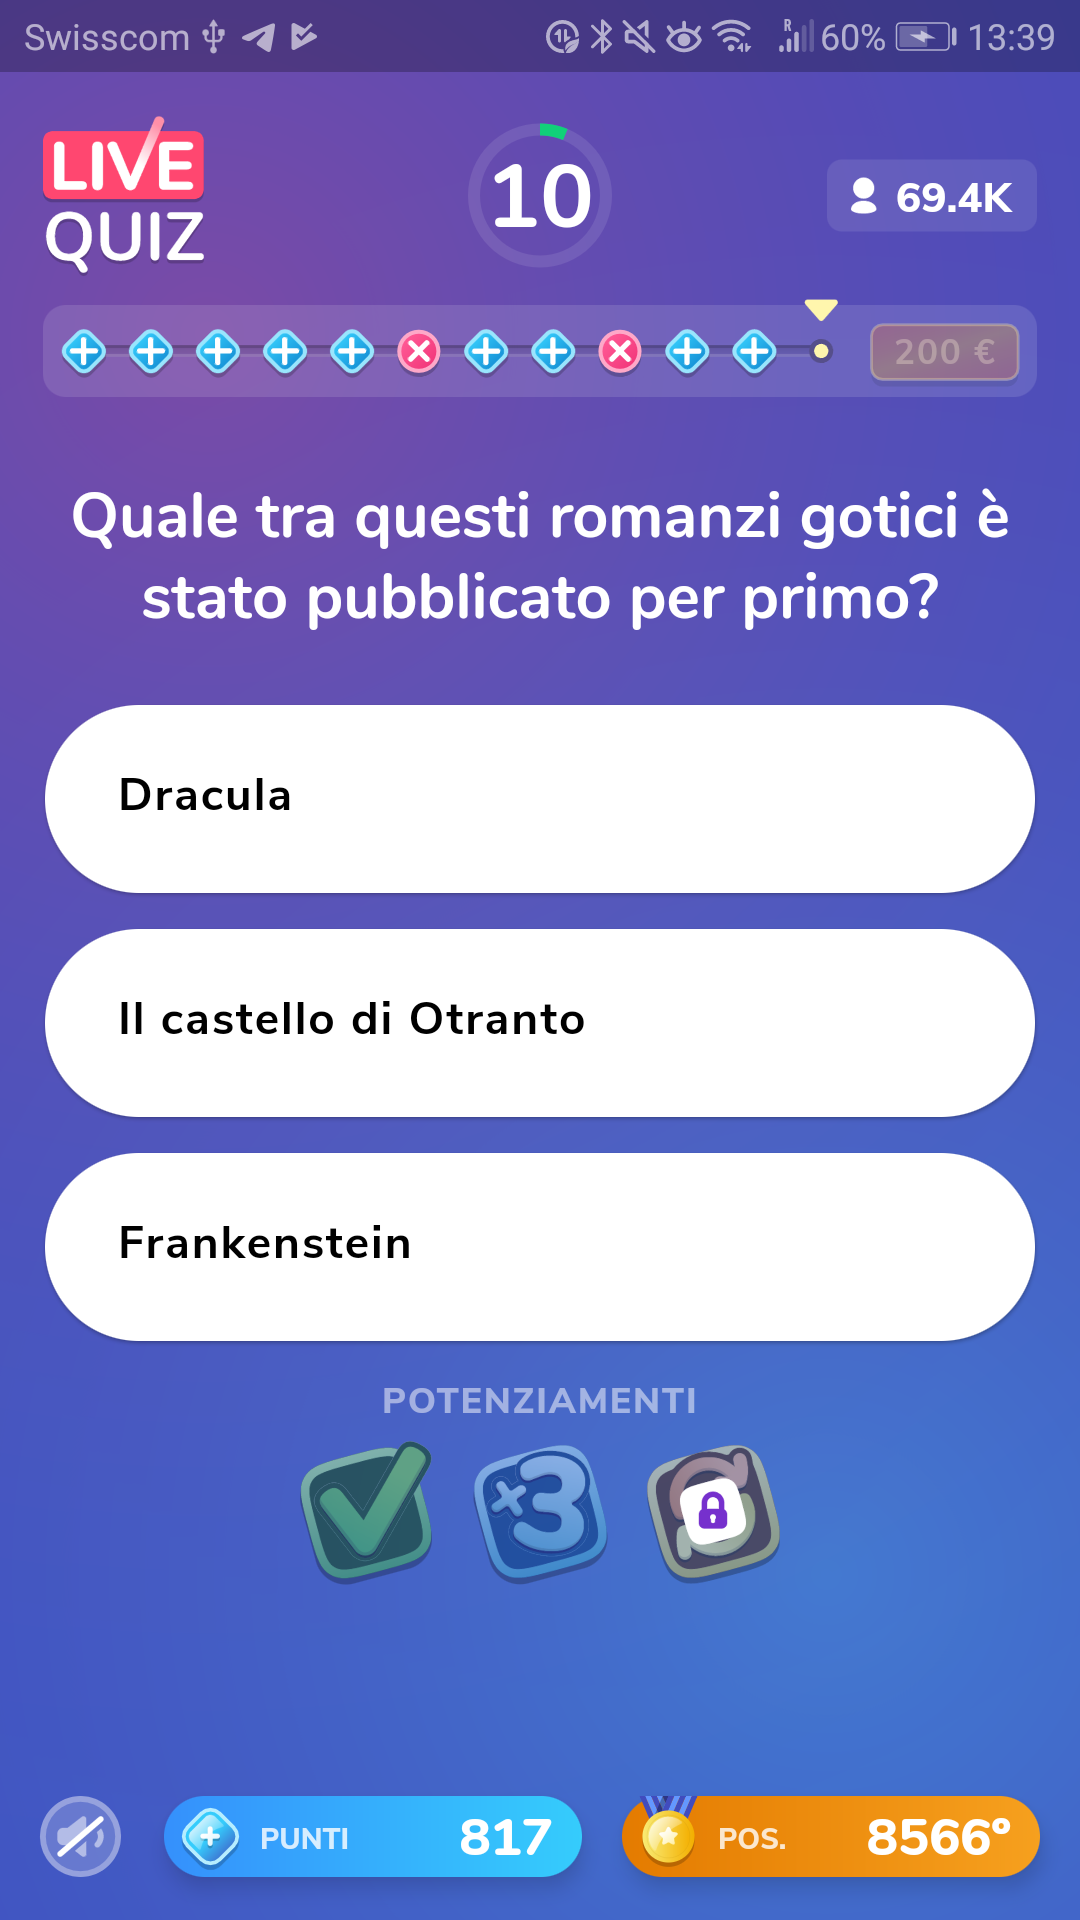 Swisscom R 60% 13:39
LIVE
QUIZ
10
69.4K
200 €
Quale tra questi romanzi gotici è
stato pubblicato per primo?
Dracula
Il castello di Otranto
Frankenstein
POTENZIAMENTI
×3
PUNTI 817
POS. 8566º